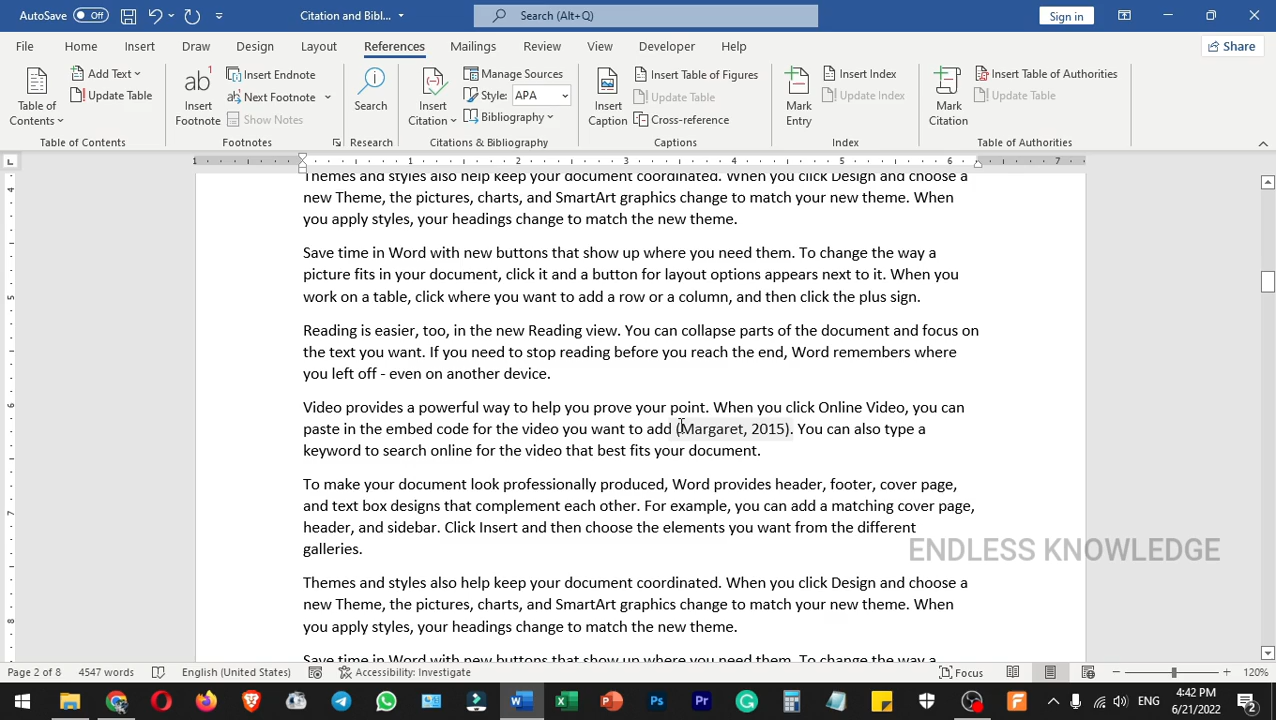 AutoSave Off
Citation and Bibl...
Search (Alt+Q)
Sign in
File Home Insert Draw Design Layout References Mailings Review View Developer Help
Share
Table of Contents
Add Text
Update Table
Table of Contents
Insert Footnote
Insert Endnote
Next Footnote
Show Notes
Footnotes
Search
Research
Insert Citation
Manage Sources
Style: APA
Bibliography
Citations & Bibliography
Insert Caption
Insert Table of Figures
Update Table
Cross-reference
Captions
Mark Entry
Insert Index
Update Index
Index
Mark Citation
Insert Table of Authorities
Update Table
Table of Authorities
1 1 2 3 4 5 6 7
4
5
6
7
8
Themes and styles also help keep your document coordinated. When you click Design and choose a
new Theme, the pictures, charts, and SmartArt graphics change to match your new theme. When
you apply styles, your headings change to match the new theme.
Save time in Word with new buttons that show up where you need them. To change the way a
picture fits in your document, click it and a button for layout options appears next to it. When you
work on a table, click where you want to add a row or a column, and then click the plus sign.
Reading is easier, too, in the new Reading view. You can collapse parts of the document and focus on
the text you want. If you need to stop reading before you reach the end, Word remembers where
you left off - even on another device.
Video provides a powerful way to help you prove your point. When you click Online Video, you can
paste in the embed code for the video you want to add (Margaret, 2015). You can also type a
keyword to search online for the video that best fits your document.
To make your document look professionally produced, Word provides header, footer, cover page,
and text box designs that complement each other. For example, you can add a matching cover page,
header, and sidebar. Click Insert and then choose the elements you want from the different
galleries.
ENDLESS KNOWLEDGE
Themes and styles also help keep your document coordinated. When you click Design and choose a
new Theme, the pictures, charts, and SmartArt graphics change to match your new theme. When
you apply styles, your headings change to match the new theme.
Save time in Word with new buttons that show up where you need them. To change the way a
Page 2 of 8 4547 words English (United States) Accessibility: Investigate Focus 120%
ENG
4:42 PM
6/21/2022